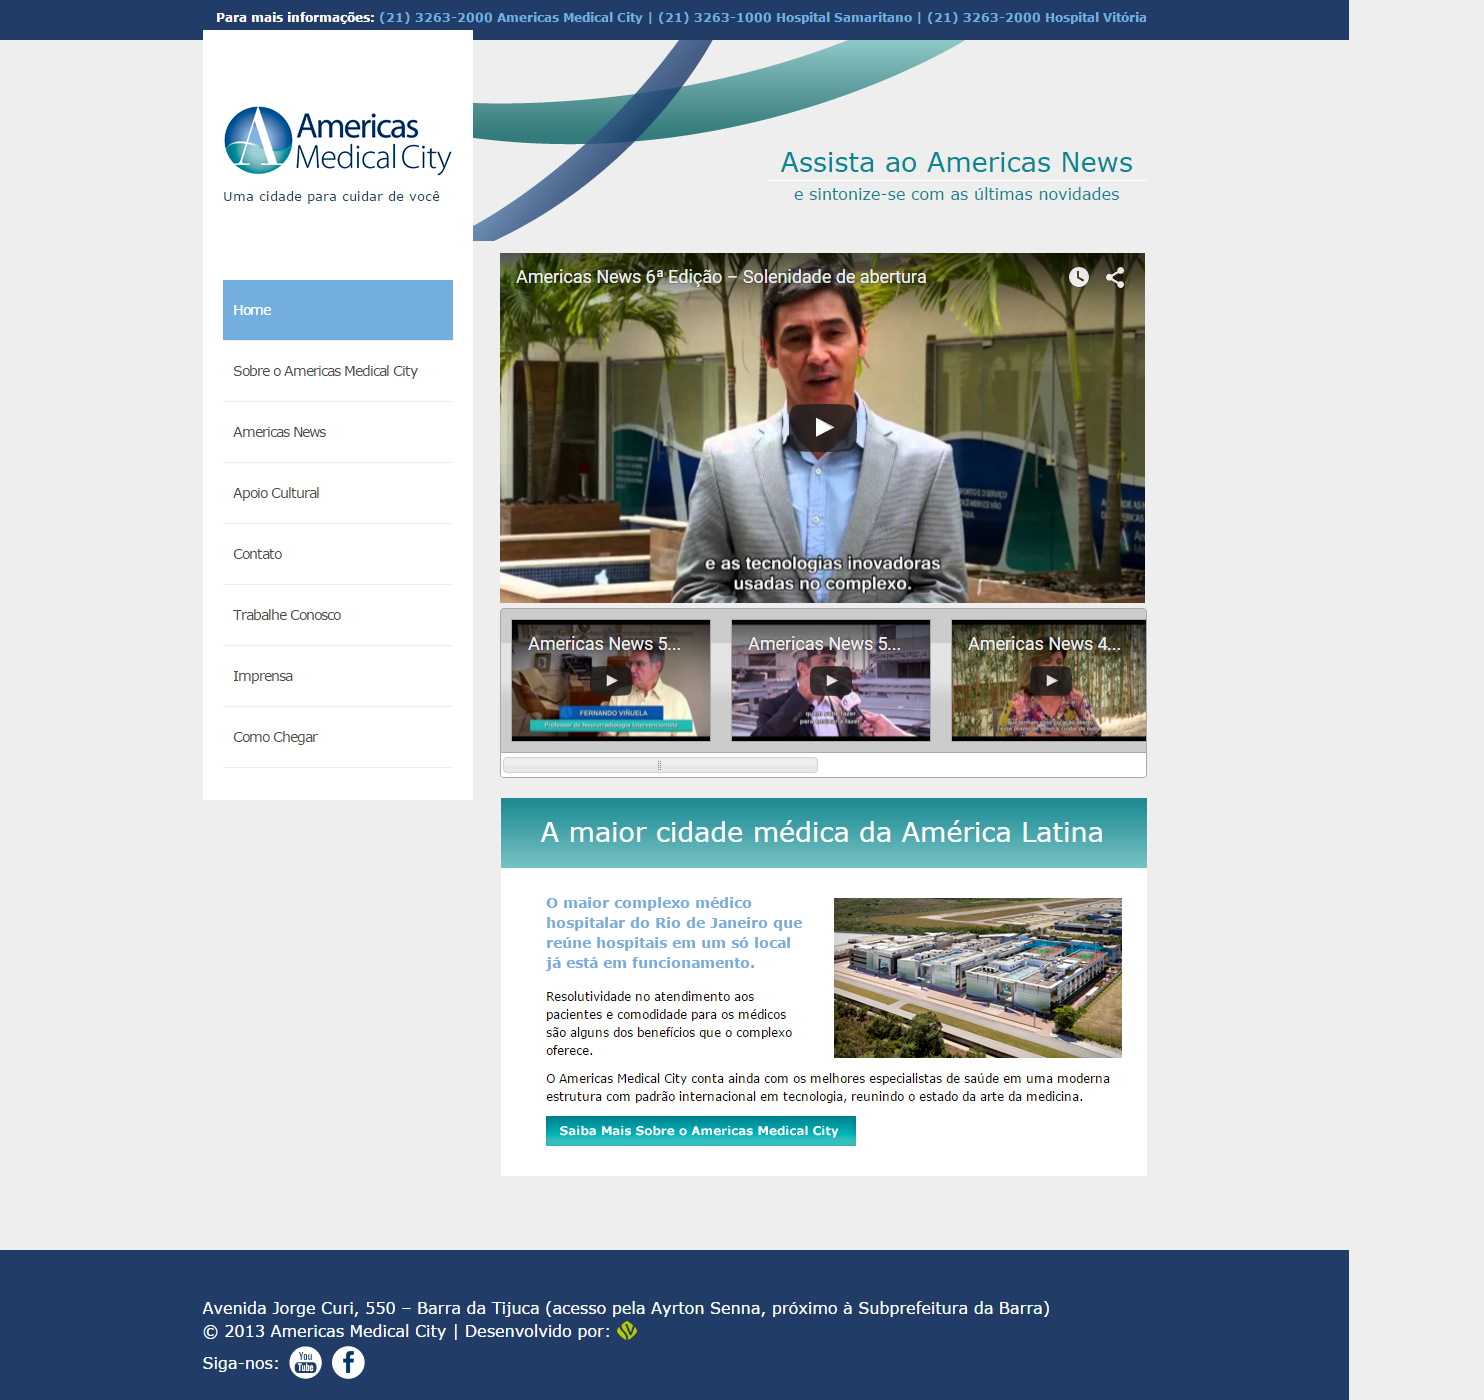 Para mais informações: (21) 3263-2000 Americas Medical City | (21) 3263-1000 Hospital Samaritano | (21) 3263-2000 Hospital Vitória
Americas
Medical City
Uma cidade para cuidar de você
Assista ao Americas News
e sintonize-se com as últimas novidades
Home
Sobre o Americas Medical City
Americas News
Apoio Cultural
Contato
Trabalhe Conosco
Imprensa
Como Chegar
Americas News 6ª Edição – Solenidade de abertura
e as tecnologias inovadoras
usadas no complexo.
Americas News 5...
FERNANDO VIÑUELA
Professor de Neurorradiologia Intervencionista
Americas News 5...
Americas News 4...
A maior cidade médica da América Latina
O maior complexo médico
hospitalar do Rio de Janeiro que
reúne hospitais em um só local
já está em funcionamento.
Resolutividade no atendimento aos
pacientes e comodidade para os médicos
são alguns dos benefícios que o complexo
oferece.
O Americas Medical City conta ainda com os melhores especialistas de saúde em uma moderna
estrutura com padrão internacional em tecnologia, reunindo o estado da arte da medicina.
Saiba Mais Sobre o Americas Medical City
Avenida Jorge Curi, 550 – Barra da Tijuca (acesso pela Ayrton Senna, próximo à Subprefeitura da Barra)
© 2013 Americas Medical City | Desenvolvido por:
Siga-nos: You Tube f